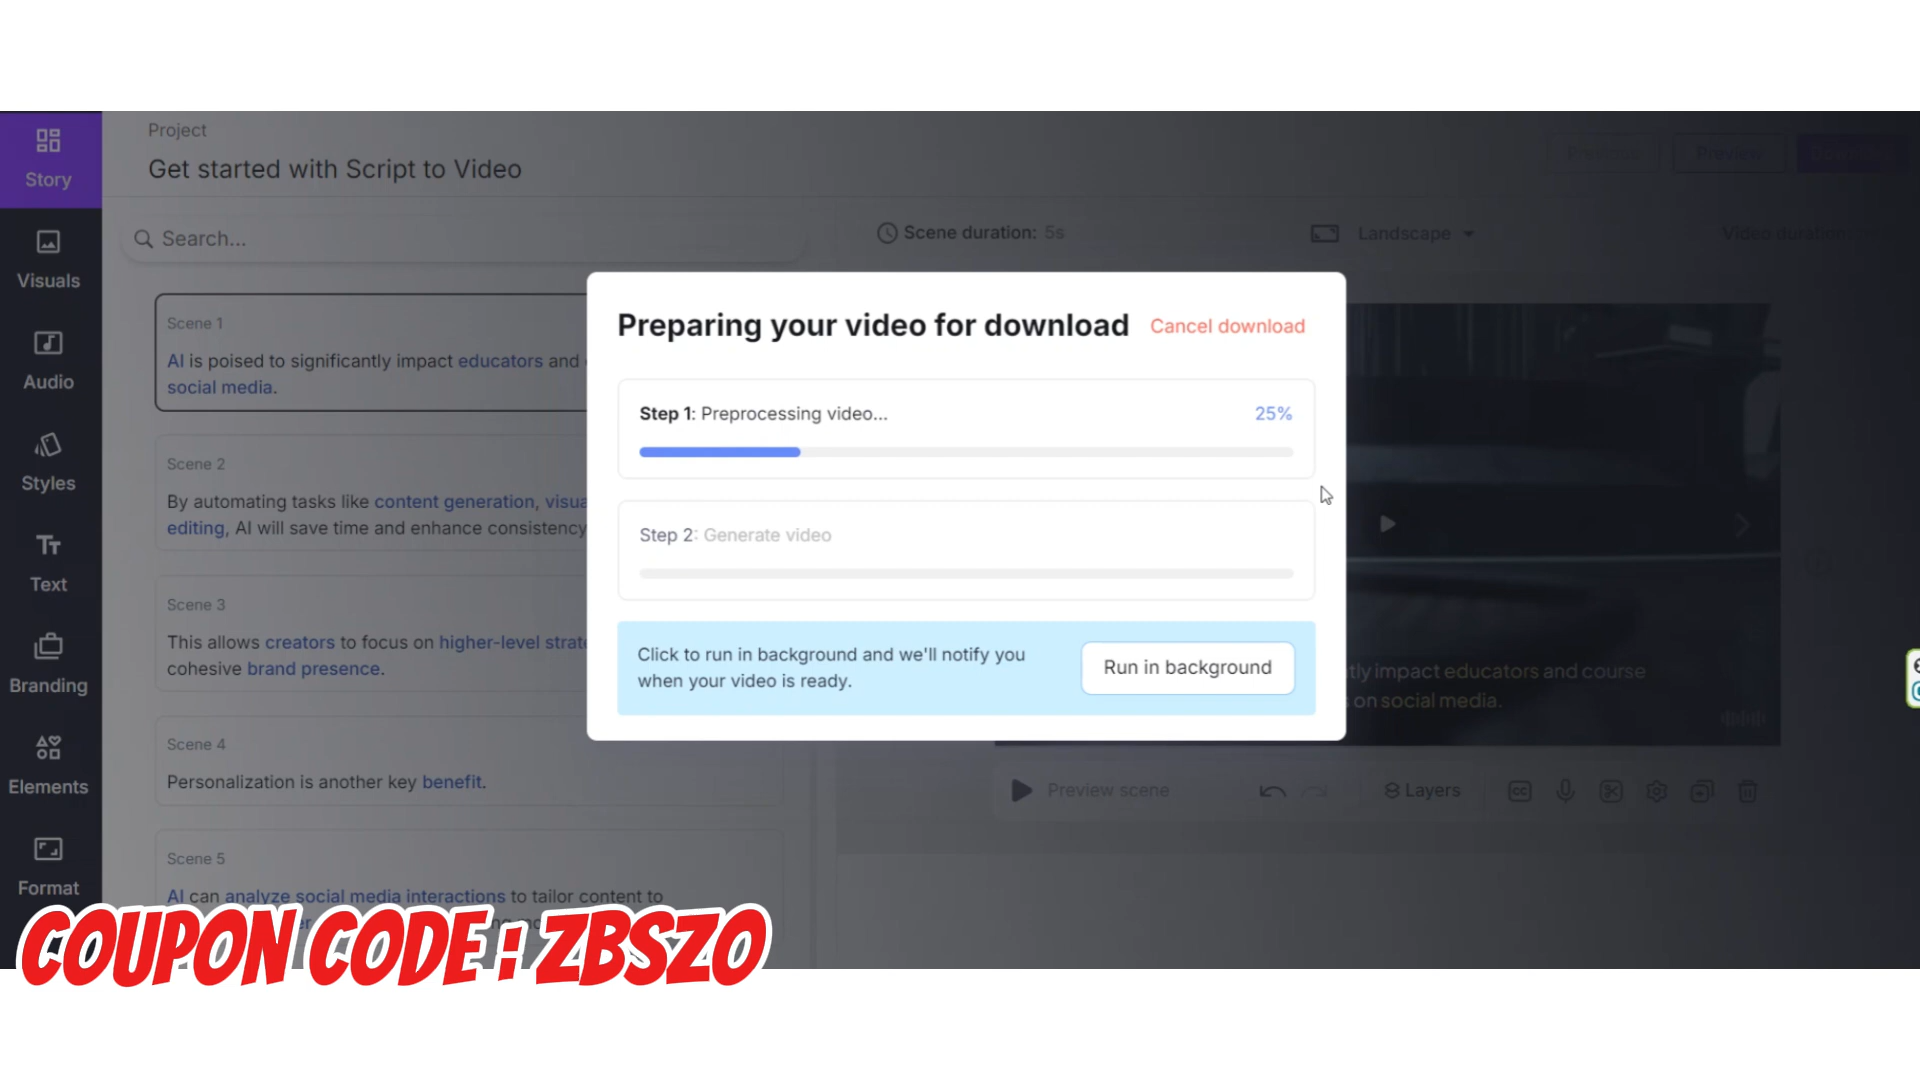 Story
Visuals
Audio
Styles
Text
Branding
Elements
Format
Project
Get started with Script to Video
Search...
Scene duration: 5s
Landscape
Video duration
Preview
Scene 1
AI is poised to significantly impact educators and
social media.
Scene 2
By automating tasks like content generation, visua
editing, AI will save time and enhance consistency
Scene 3
This allows creators to focus on higher-level strate
cohesive brand presence.
Scene 4
Personalization is another key benefit.
Scene 5
AI can analyze social media interactions to tailor content to
Preparing your video for download
Cancel download
Step 1: Preprocessing video...
25%
Step 2: Generate video
Click to run in background and we'll notify you
when your video is ready.
Run in background
tly impact educators and course
on social media.
Preview scene
Layers
CC
COUPON CODE : ZBSZO